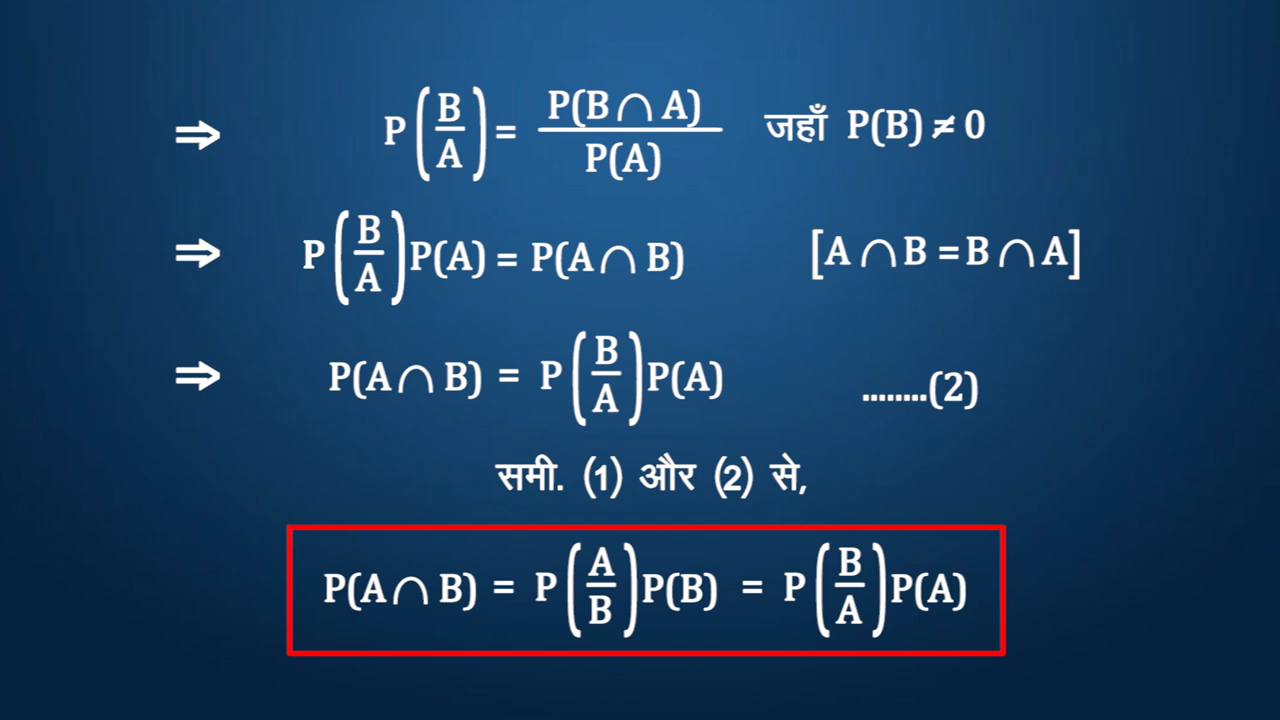 ⇒ P(B/A) = P(B ∩ A)/P(A) जहाँ P(B) ≠ 0
⇒ P(B/A)P(A) = P(A ∩ B) [A ∩ B = B ∩ A]
⇒ P(A ∩ B) = P(B/A)P(A) ........(2)
समी. (1) और (2) से,
P(A ∩ B) = P(A/B)P(B) = P(B/A)P(A)